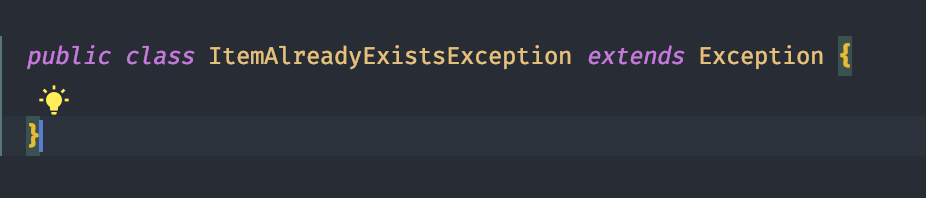 public class ItemAlreadyExistsException extends Exception {
}